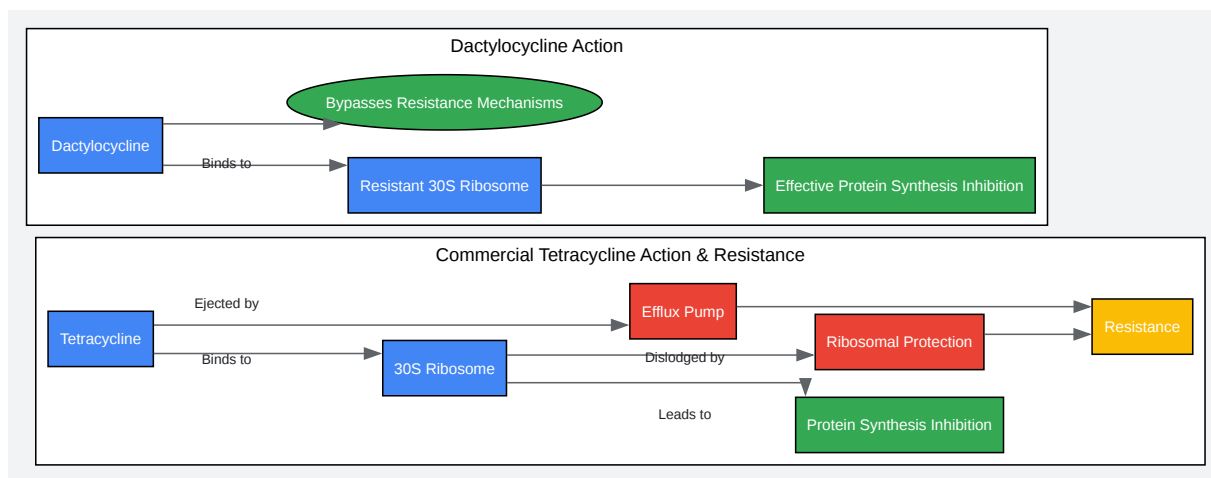 Dactylocycline Action
Bypasses Resistance Mechanisms
Dactylocycline
Binds to
Resistant 30S Ribosome
Effective Protein Synthesis Inhibition
Commercial Tetracycline Action & Resistance
Ejected by
Efflux Pump
Resistance
Tetracycline
Ribosomal Protection
Binds to
30S Ribosome
Dislodged by
Leads to
Protein Synthesis Inhibition